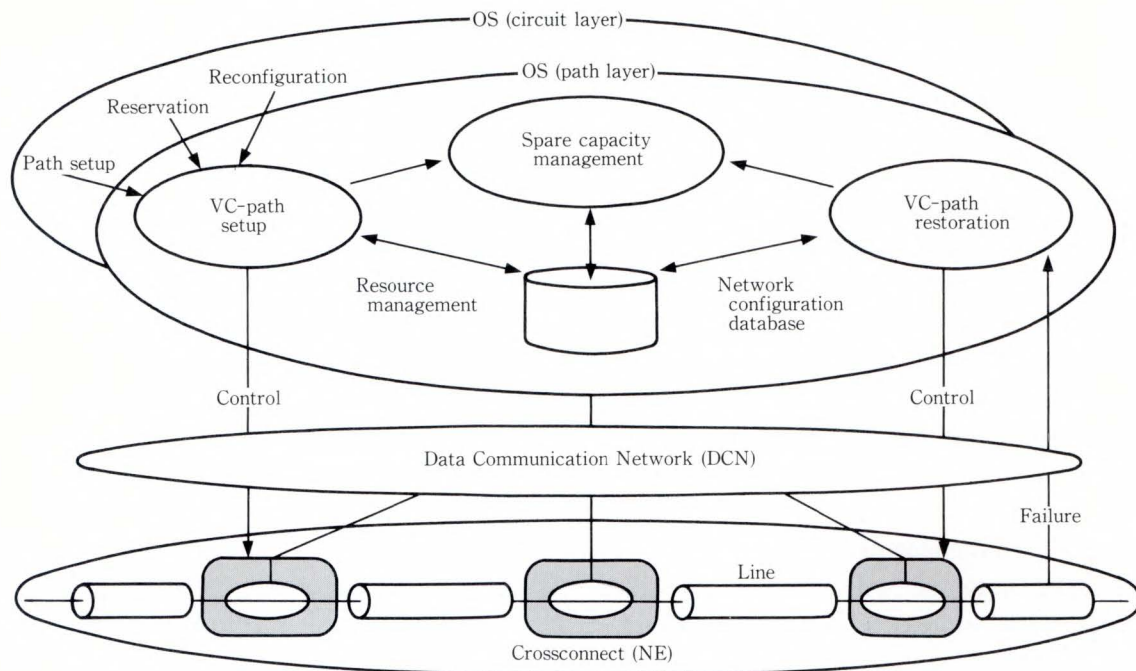 OS (circuit layer)
Reconfiguration
OS (path layer)
Reservation
Spare capacity
management
Path setup
VC-path
setup
VC-path
restoration
Resource
management
Network
configuration
database
Control
Control
Data Communication Network (DCN)
Failure
Line
Crossconnect (NE)